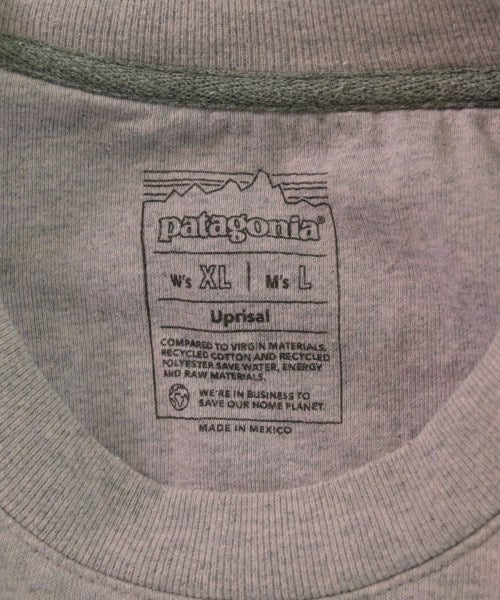 patagonia®
W's XL | M's L
Uprisal
COMPARED TO VIRGIN MATERIALS,
RECYCLED COTTON AND RECYCLED
POLYESTER SAVE WATER, ENERGY
AND RAW MATERIALS.
WE'RE IN BUSINESS TO
SAVE OUR HOME PLANET
MADE IN MEXICO